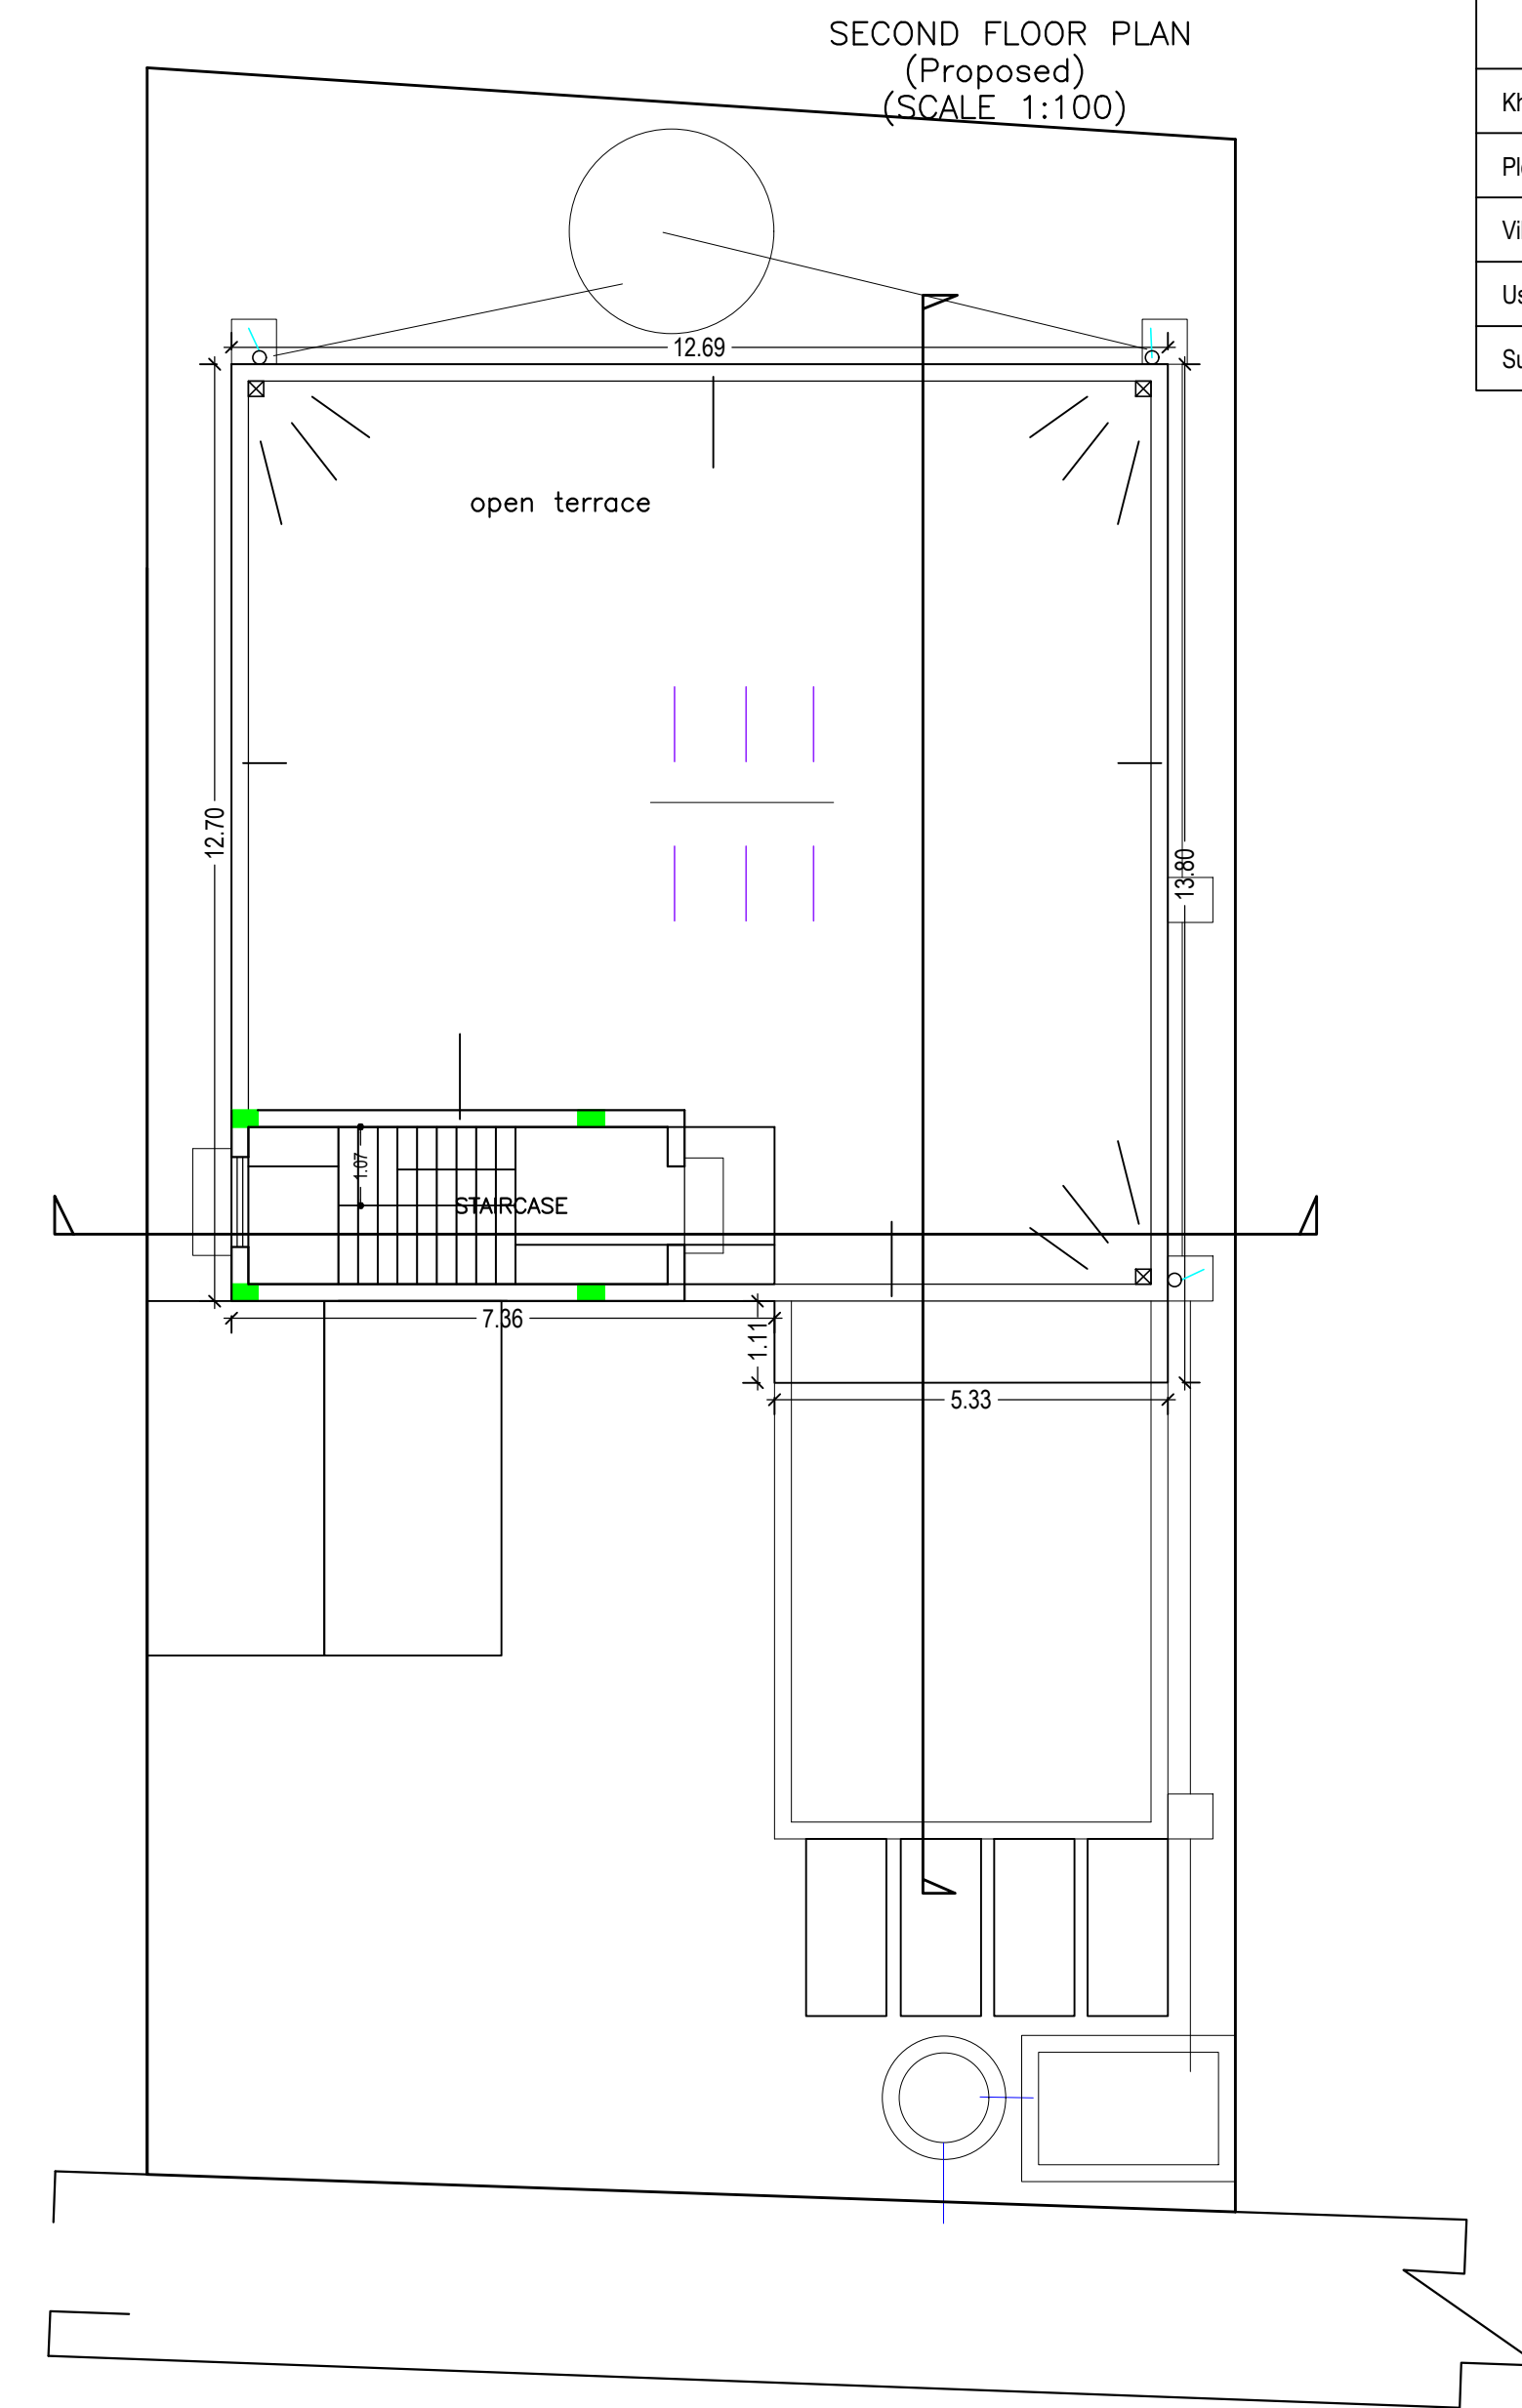 SECOND FLOOR PLAN
(Proposed)
(SCALE 1:100)
12.69
open terrace
12.70
13.80
1.07
STAIRCASE
7.36
1.11
5.33